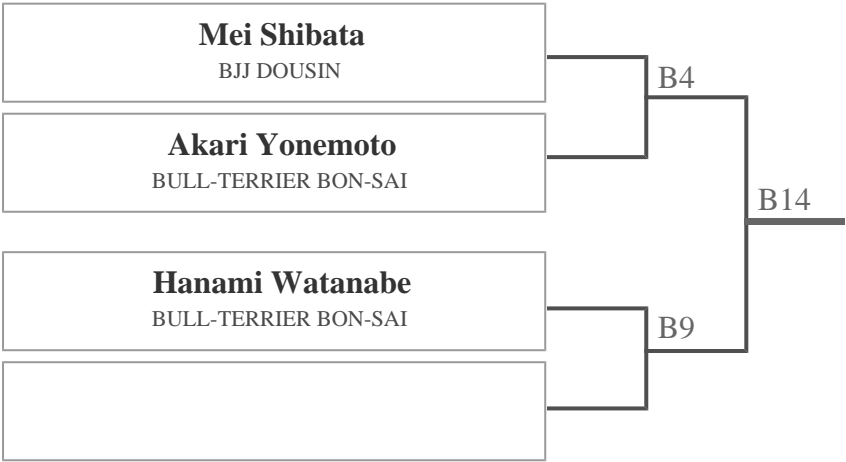 Mei Shibata
BJJ DOUSIN
B4
Akari Yonemoto
BULL-TERRIER BON-SAI
B14
Hanami Watanabe
BULL-TERRIER BON-SAI
B9